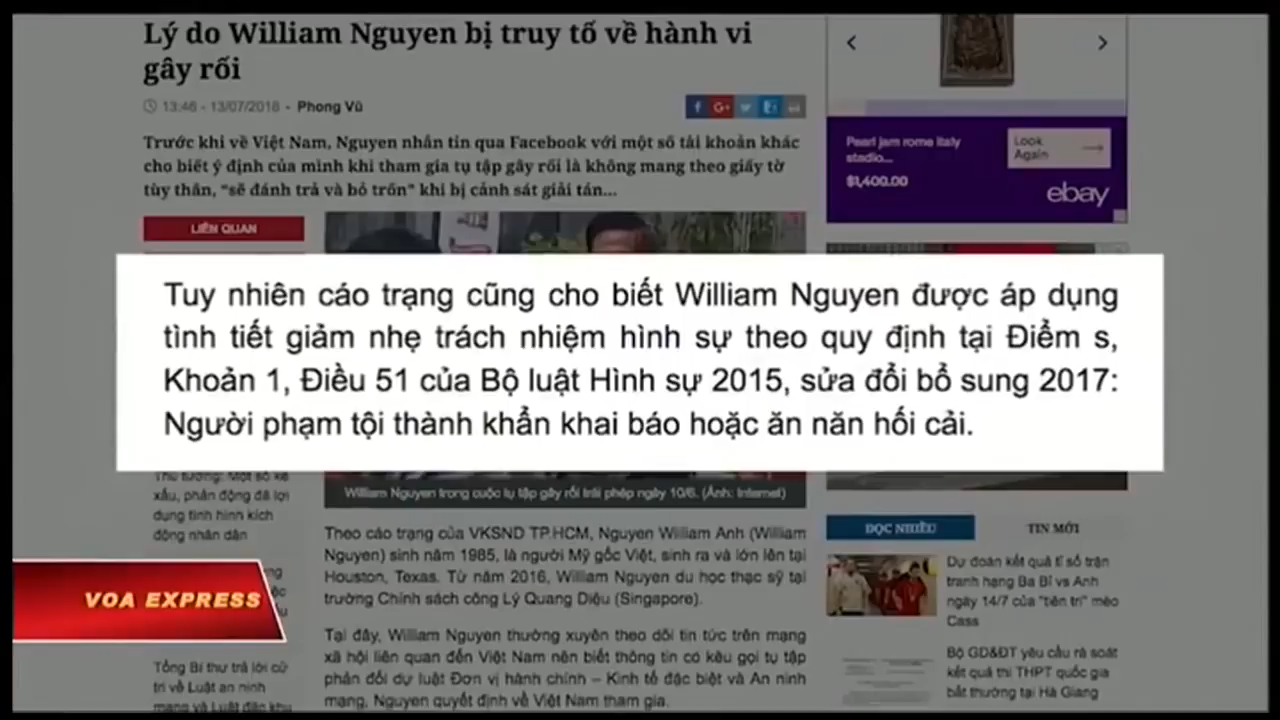 Lý do William Nguyen bị truy tố về hành vi
gây rối
13:46 - 13/07/2018 - Phong Vũ
Trước khi về Việt Nam, Nguyen nhắn tin qua Facebook với một số tài khoản khác
cho biết ý định của mình khi tham gia tụ tập gây rối là không mang theo giấy tờ
tùy thân, “sẽ đánh trả và bỏ trốn” khi bị cảnh sát giải tán...
LIÊN QUAN
Pearl jam rome italy
stadio...
$1,400.00
Look
Again
ebay
Tuy nhiên cáo trạng cũng cho biết William Nguyen được áp dụng
tình tiết giảm nhẹ trách nhiệm hình sự theo quy định tại Điểm s,
Khoản 1, Điều 51 của Bộ luật Hình sự 2015, sửa đổi bổ sung 2017:
Người phạm tội thành khẩn khai báo hoặc ăn năn hối cải.
Thủ tướng: Một số kẻ
xấu, phản động đã lợi
dụng tình hình kích
động nhân dân
William Nguyen trong cuộc tụ tập gây rối trái phép ngày 10/6. (Ảnh: Internet)
Theo cáo trạng của VKSND TP.HCM, Nguyen William Anh (William
Nguyen) sinh năm 1985, là người Mỹ gốc Việt, sinh ra và lớn lên tại
Houston, Texas. Từ năm 2016, William Nguyen du học thạc sỹ tại
trường Chính sách công Lý Quang Diệu (Singapore).
Tại đây, William Nguyen thường xuyên theo dõi tin tức trên mạng
xã hội liên quan đến Việt Nam nên biết thông tin có kêu gọi tụ tập
phản đối dự luật Đơn vị hành chính – Kinh tế đặc biệt và An ninh
mạng, Nguyen quyết định về Việt Nam tham gia.
VOA EXPRESS
Tổng Bí thư trả lời cử
tri về Luật an ninh
mạng và Luật đặc khu
ĐỌC NHIỀU
TIN MỚI
Dự đoán kết quả tỉ số trận
tranh hạng Ba Bỉ vs Anh
ngày 14/7 của "tiên tri" mèo
Cass
Bộ GD&ĐT yêu cầu rà soát
kết quả thi THPT quốc gia
bất thường tại Hà Giang